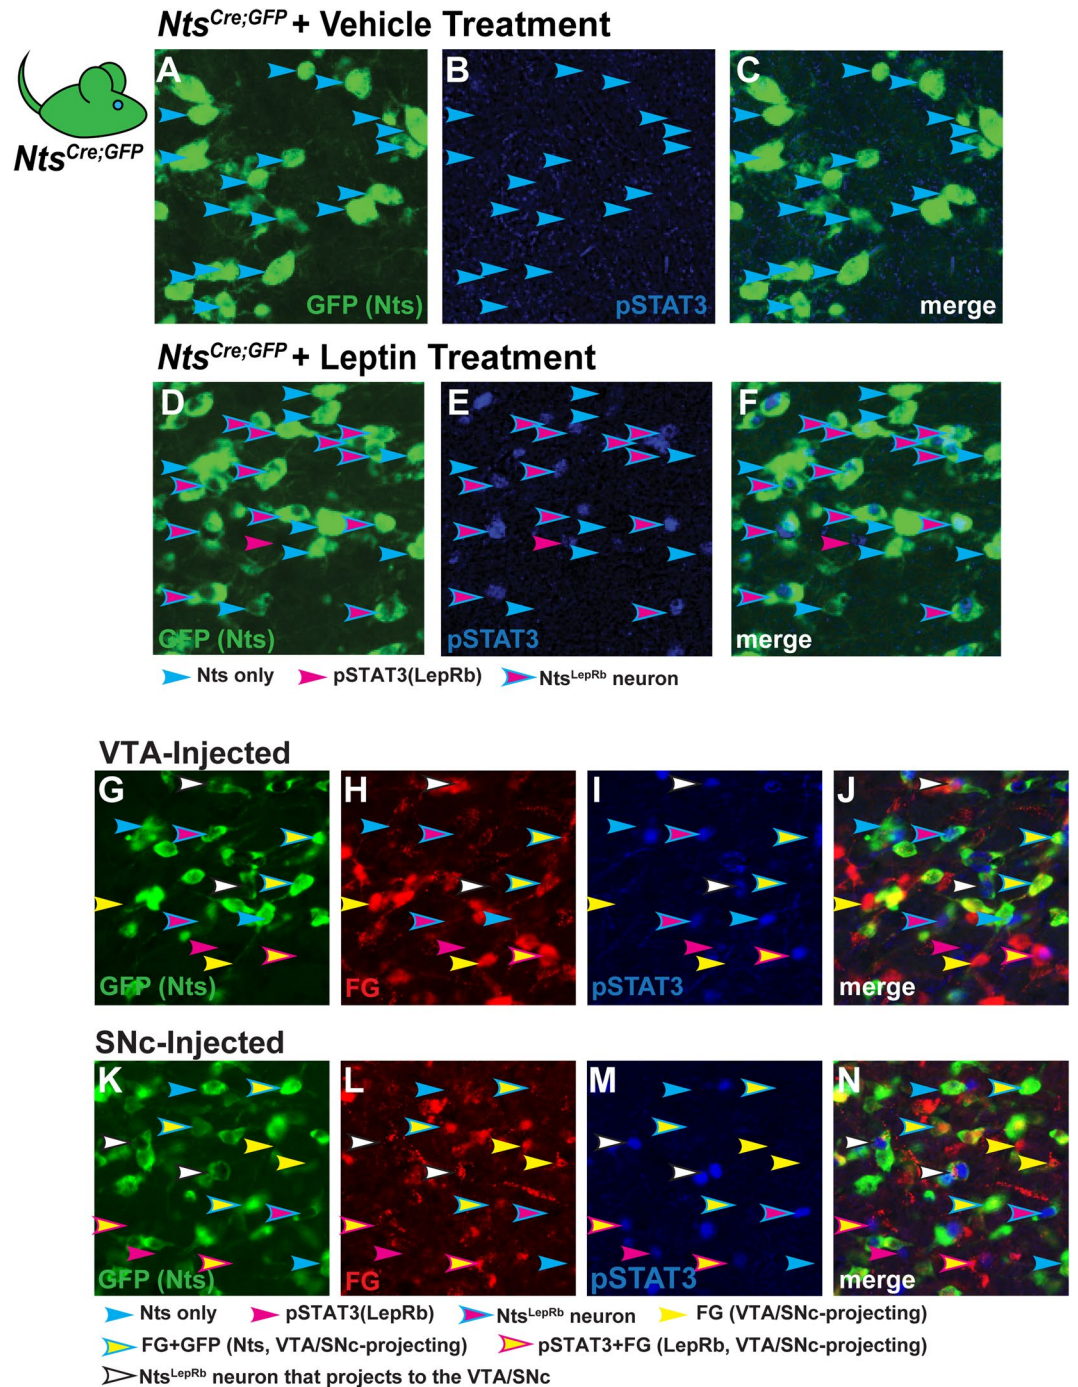 Nts^Cre;GFP + Vehicle Treatment
A
B
C
Nts^Cre;GFP
GFP (Nts)
pSTAT3
merge
Nts^Cre;GFP + Leptin Treatment
D
E
F
GFP (Nts)
pSTAT3
merge
Nts only pSTAT3(LepRb) Nts^LepRb neuron
VTA-Injected
G
H
I
J
GFP (Nts)
FG
pSTAT3
merge
SNc-Injected
K
L
M
N
GFP (Nts)
FG
pSTAT3
merge
Nts only pSTAT3(LepRb) Nts^LepRb neuron FG (VTA/SNc-projecting)
FG+GFP (Nts, VTA/SNc-projecting) pSTAT3+FG (LepRb, VTA/SNc-projecting)
Nts^LepRb neuron that projects to the VTA/SNc